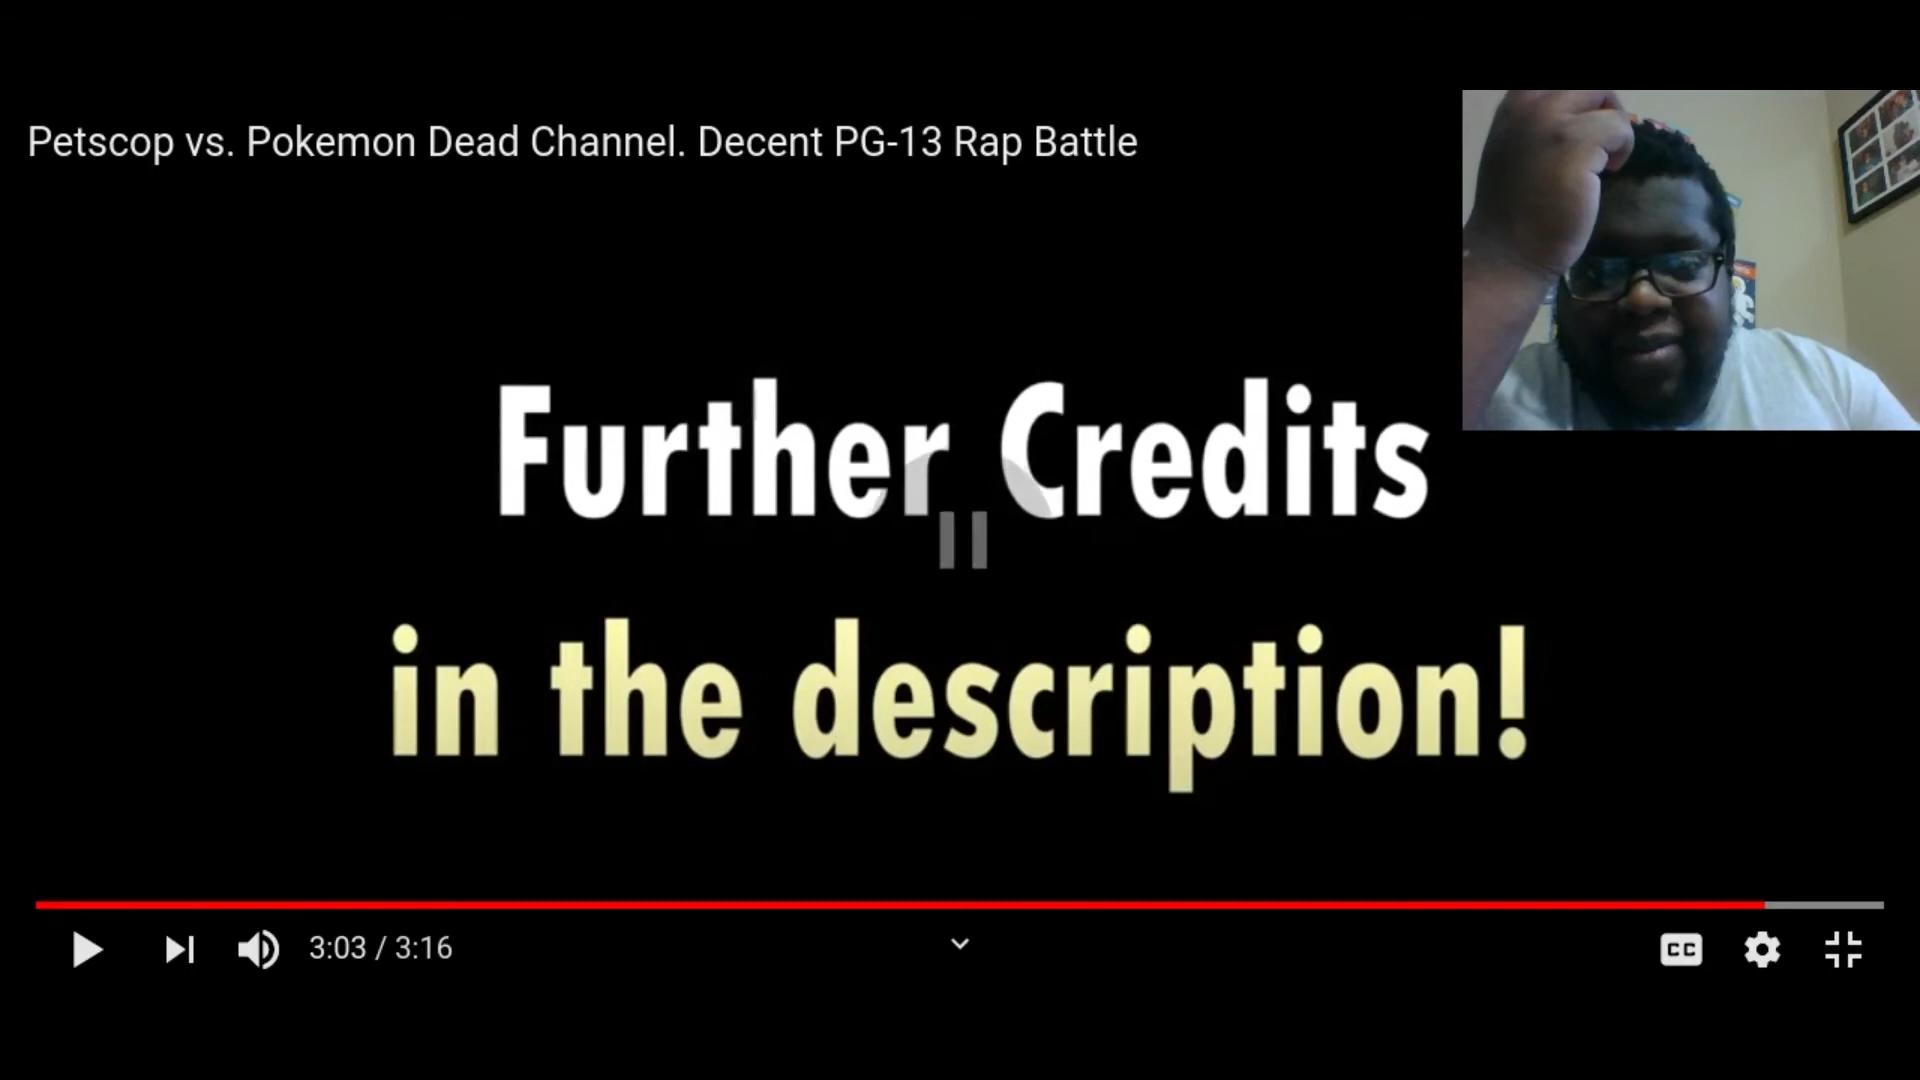 Petscop vs. Pokemon Dead Channel. Decent PG-13 Rap Battle
Further Credits
in the description!
3:03 / 3:16
CC